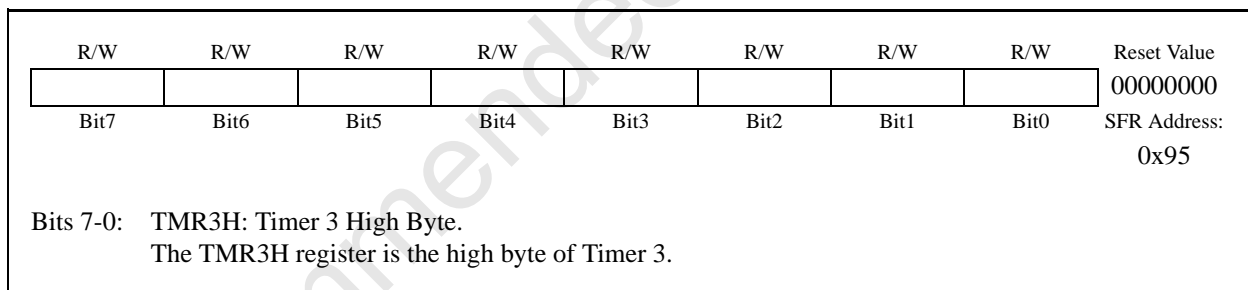 R/W R/W R/W R/W R/W R/W R/W R/W Reset Value
00000000
Bit7 Bit6 Bit5 Bit4 Bit3 Bit2 Bit1 Bit0 SFR Address:
0x95
Bits 7-0: TMR3H: Timer 3 High Byte.
The TMR3H register is the high byte of Timer 3.